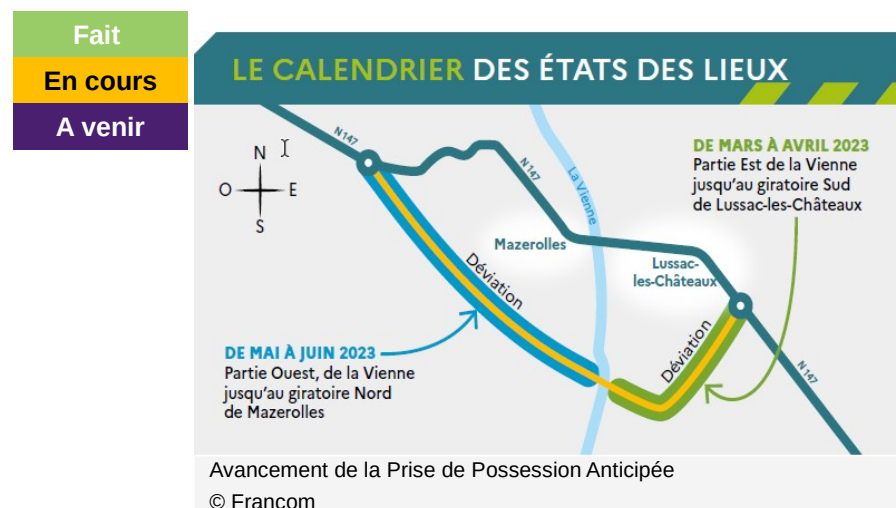 Fait
En cours
A venir
LE CALENDRIER DES ÉTATS DES LIEUX
N147
N
O
E
S
N147
La Vienne
DE MARS À AVRIL 2023
Partie Est de la Vienne
jusqu'au giratoire Sud
de Lussac-les-Châteaux
Mazerolles
Lussac-
les-Châteaux
Déviation
Déviation
DE MAI À JUIN 2023
Partie Ouest, de la Vienne
jusqu'au giratoire Nord
de Mazerolles
N147
Avancement de la Prise de Possession Anticipée
© Francom